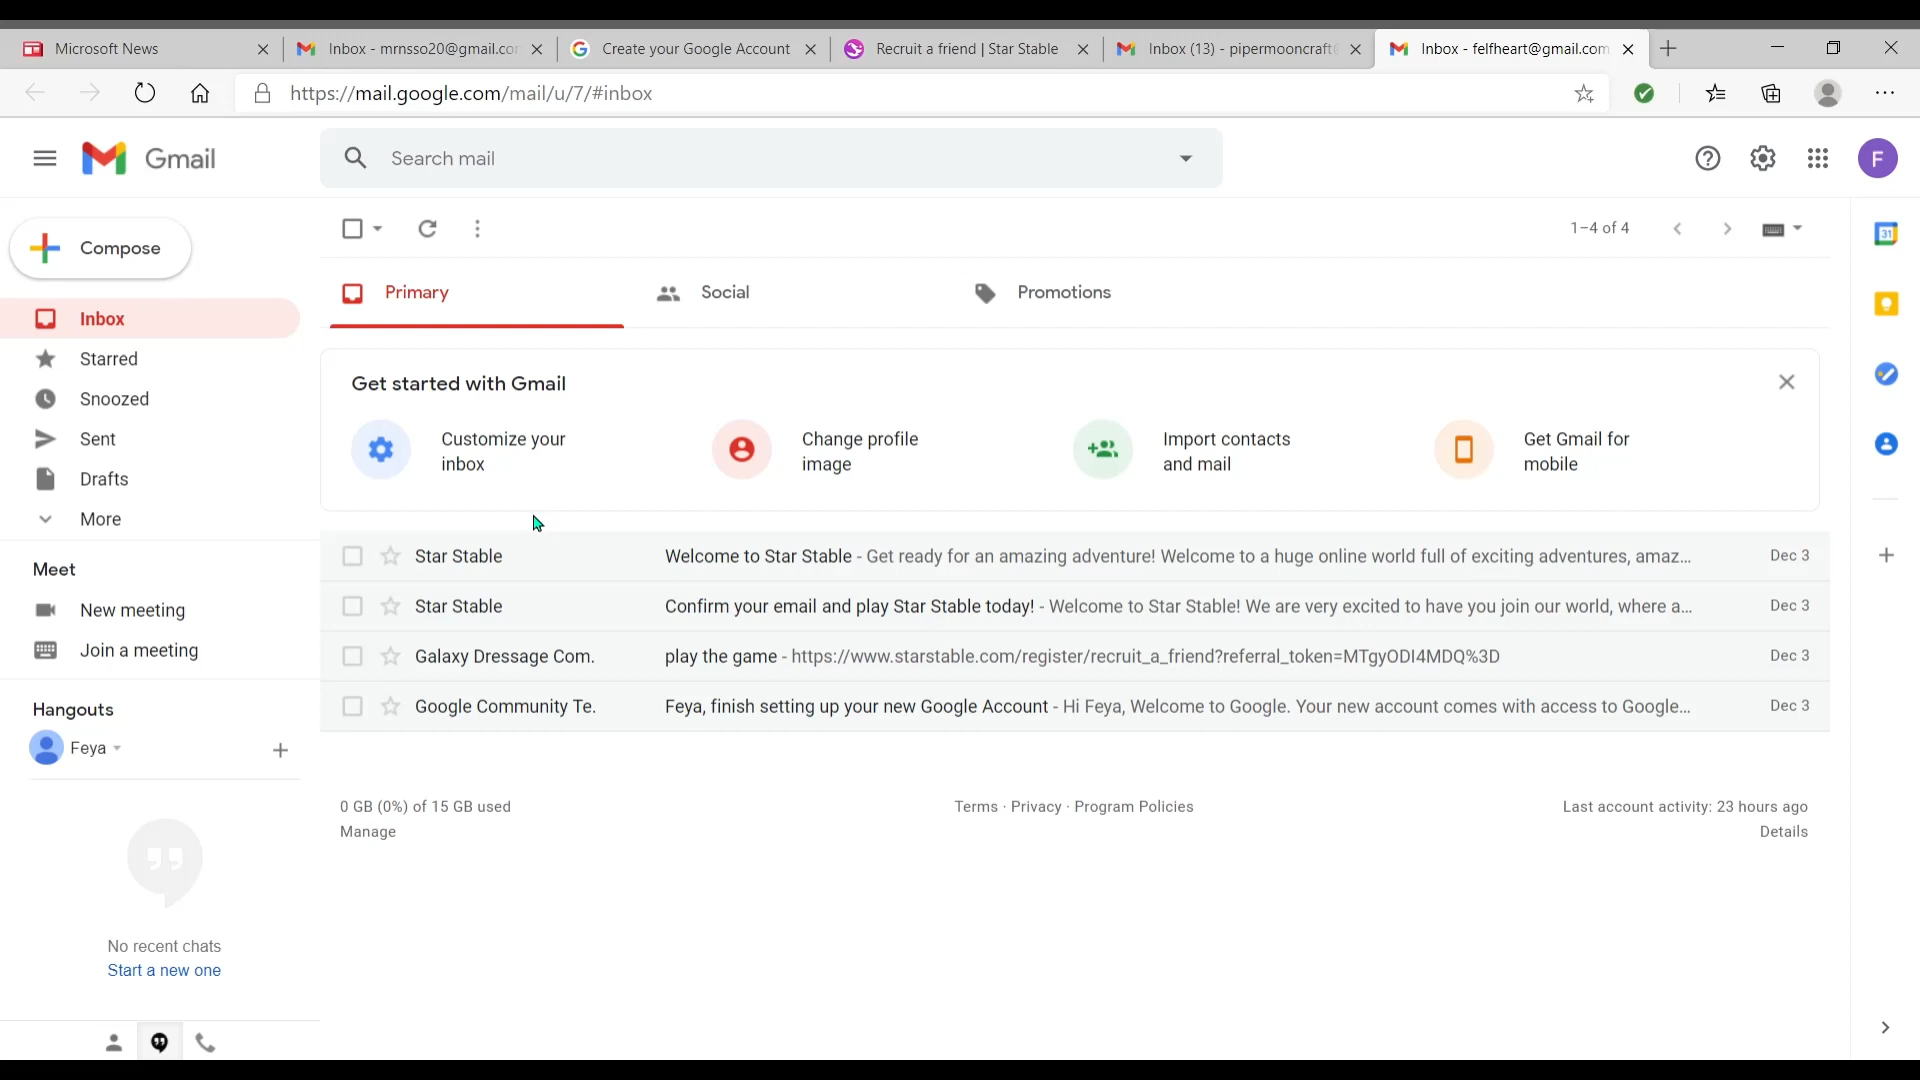 Microsoft News
Inbox - mrnsso20@gmail.co
Create your Google Account
Recruit a friend | Star Stable
Inbox (13) - pipermooncraft
Inbox - felfheart@gmail.com
https://mail.google.com/mail/u/7/#inbox
Gmail
Search mail
F
Compose
1–4 of 4
31
Primary
Social
Promotions
Inbox
Starred
Snoozed
Sent
Drafts
More
Get started with Gmail
Customize your
inbox
Change profile
image
Import contacts
and mail
Get Gmail for
mobile
Star Stable Welcome to Star Stable - Get ready for an amazing adventure! Welcome to a huge online world full of exciting adventures, amaz... Dec 3
Star Stable Confirm your email and play Star Stable today! - Welcome to Star Stable! We are very excited to have you join our world, where a... Dec 3
Galaxy Dressage Com. play the game - https://www.starstable.com/register/recruit_a_friend?referral_token=MTgyODI4MDQ%3D Dec 3
Google Community Te. Feya, finish setting up your new Google Account - Hi Feya, Welcome to Google. Your new account comes with access to Google... Dec 3
Meet
New meeting
Join a meeting
Hangouts
Feya
0 GB (0%) of 15 GB used
Manage
Terms · Privacy · Program Policies
Last account activity: 23 hours ago
Details
No recent chats
Start a new one